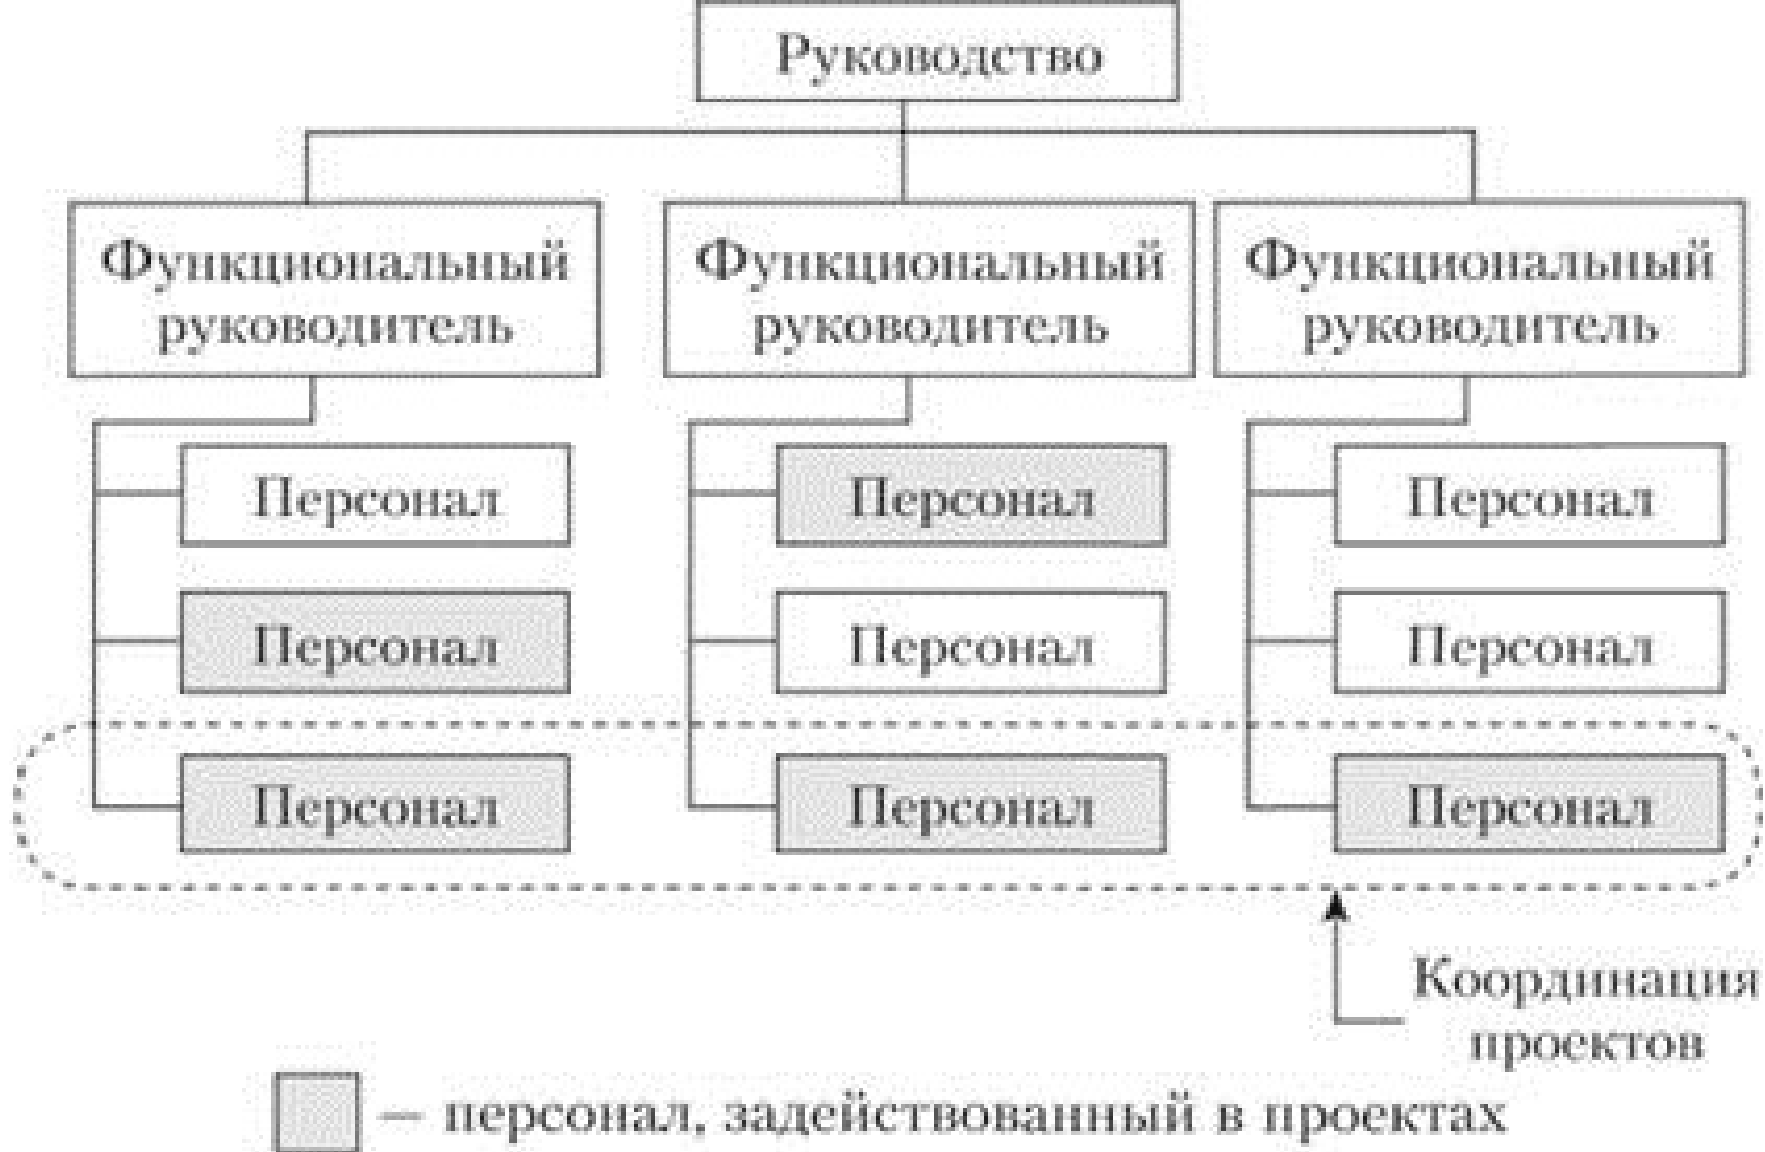 Руководство
Функциональный
руководитель
Функциональный
руководитель
Функциональный
руководитель
Персонал
Персонал
Персонал
Персонал
Персонал
Персонал
Персонал
Персонал
Персонал
Координация
проектов
— персонал, задействованный в проектах